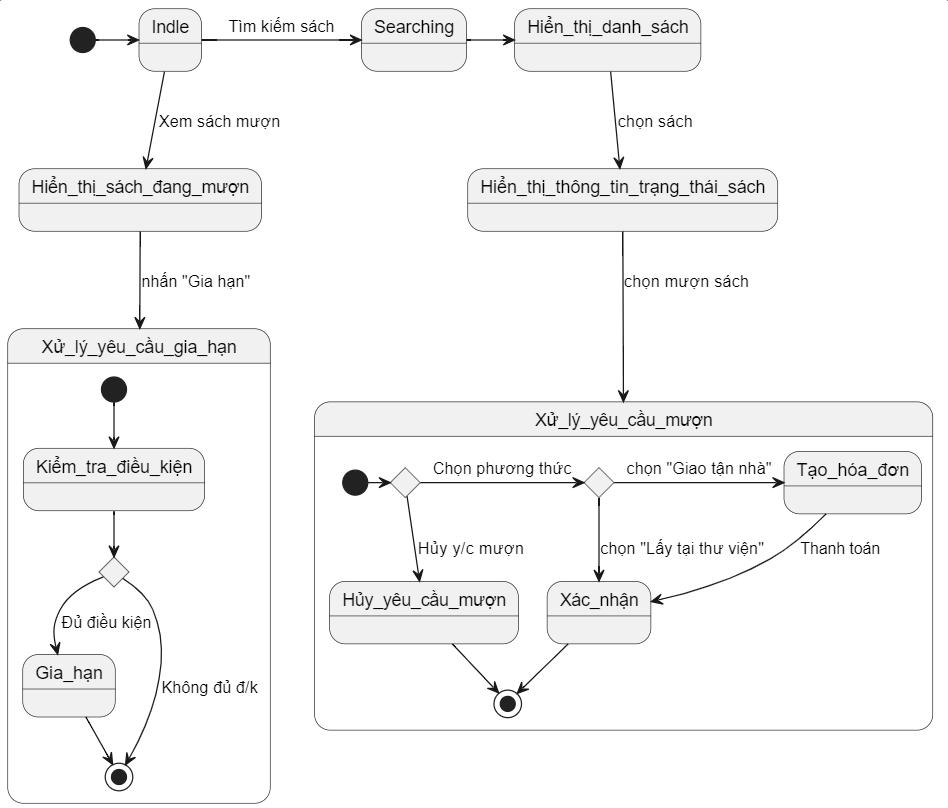 Indle
Tìm kiếm sách
Searching
Hiển_thị_danh_sách
Xem sách mượn
chọn sách
Hiển_thị_sách_đang_mượn
Hiển_thị_thông_tin_trạng_thái_sách
nhấn "Gia hạn"
chọn mượn sách
Xử_lý_yêu_cầu_gia_hạn
Kiểm_tra_điều_kiện
Đủ điều kiện
Gia_hạn
Không đủ đ/k
Xử_lý_yêu_cầu_mượn
Chọn phương thức
chọn "Giao tận nhà"
Tạo_hóa_đơn
Hủy y/c mượn
chọn "Lấy tại thư viện"
Thanh toán
Hủy_yêu_cầu_mượn
Xác_nhận